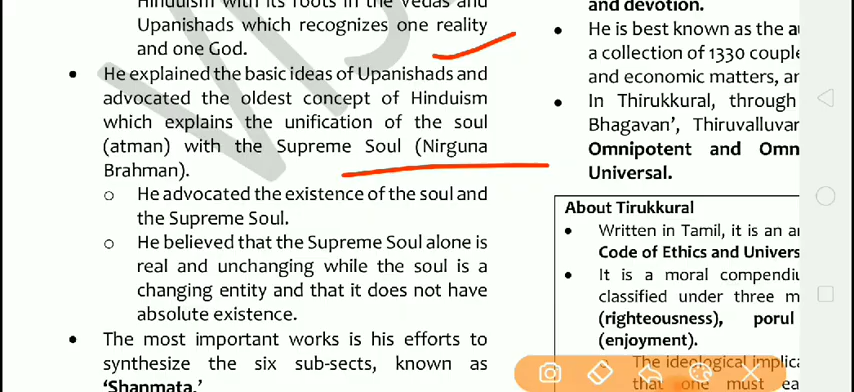 Hinduism with its roots in the Vedas and
Upanishads which recognizes one reality
and one God.
• He explained the basic ideas of Upanishads and
advocated the oldest concept of Hinduism
which explains the unification of the soul
(atman) with the Supreme Soul (Nirguna
Brahman).
o He advocated the existence of the soul and
the Supreme Soul.
o He believed that the Supreme Soul alone is
real and unchanging while the soul is a
changing entity and that it does not have
absolute existence.
• The most important works is his efforts to
synthesize the six sub-sects, known as
‘Shanmata.’
and devotion.
• He is best known as the
a collection of 1330
and economic matters,
• In Thirukkural, through
Bhagavan’,
Omnipotent and
Universal.
About Tirukkural
• Written in Tamil, it is an
Code of Ethics and
• It is a moral
classified under three
(righteousness), porul
(enjoyment).
The ideological
that one must